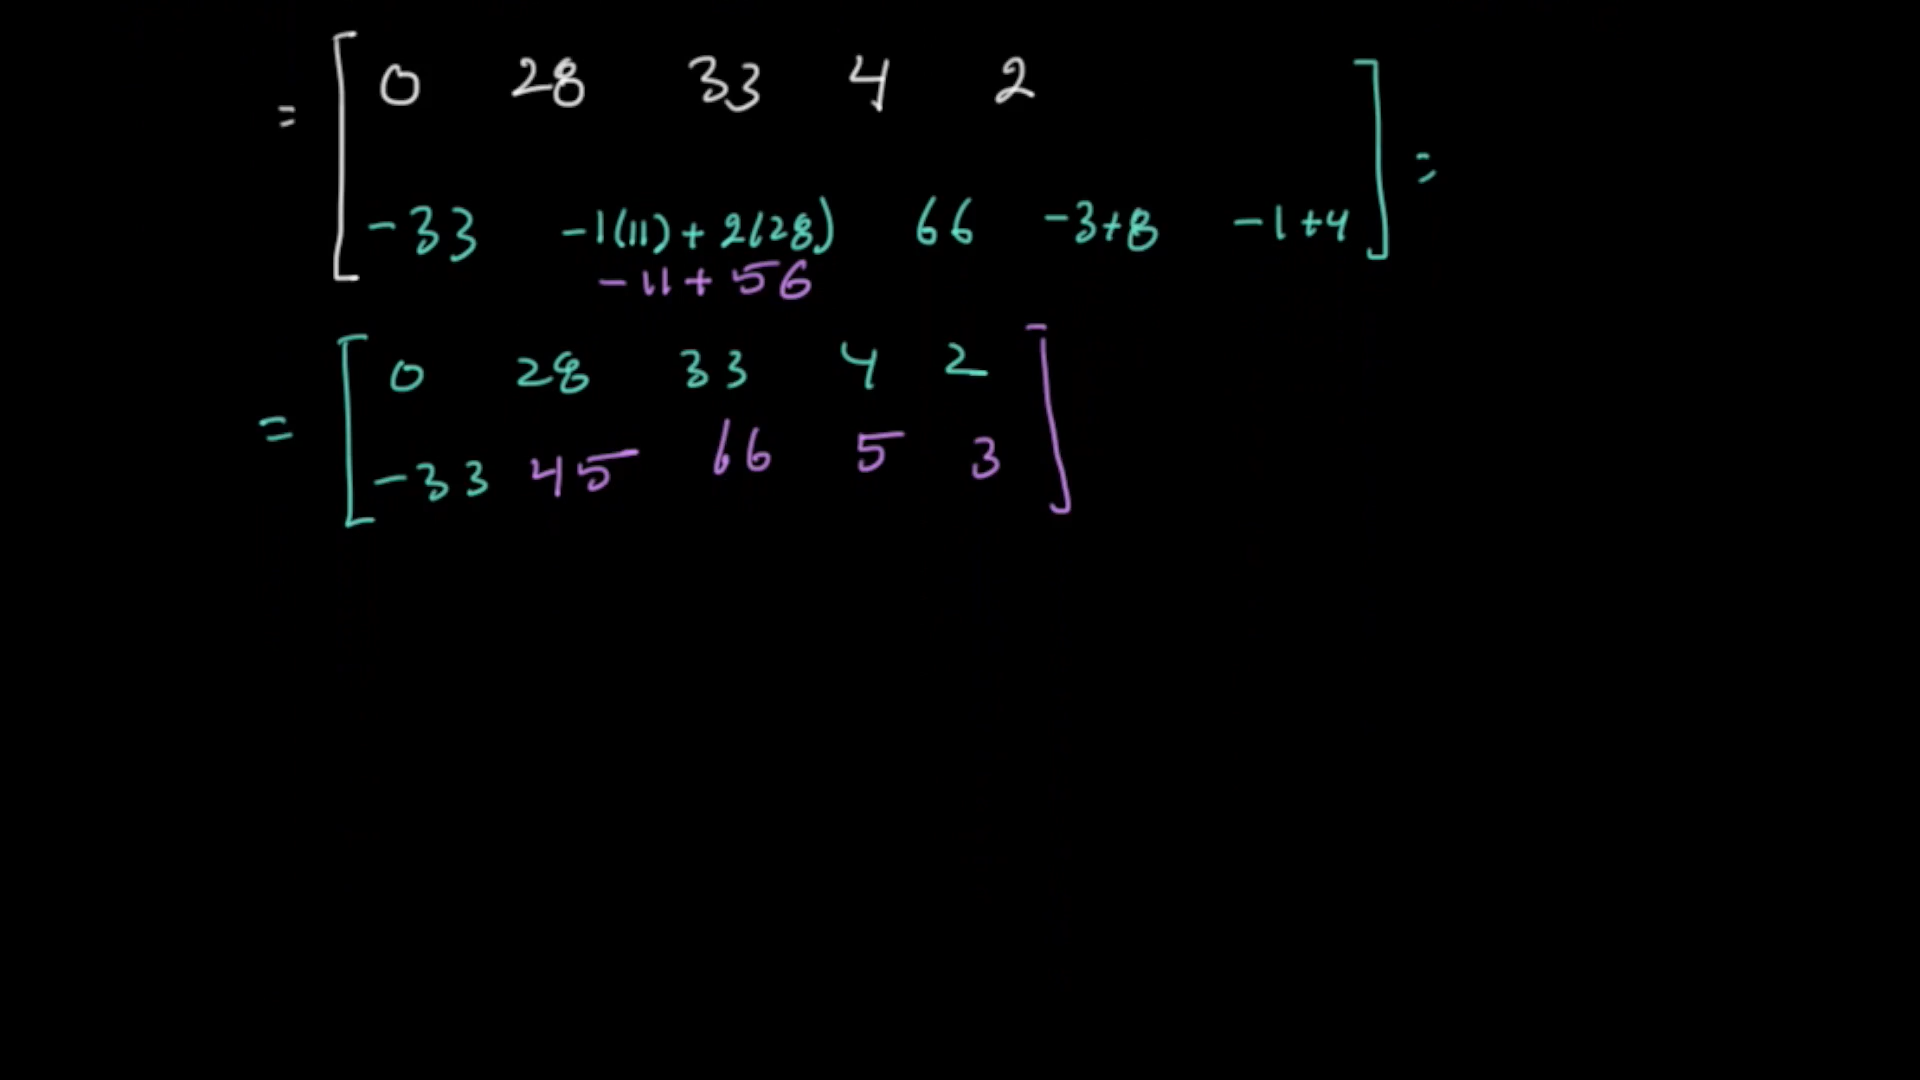 = [ 0 28 33 4 2
-33 -1(11) + 2(28) 66 -3+8 -1+4 ] =
-11 + 56
= [ 0 28 33 4 2
-33 45 66 5 3 ]